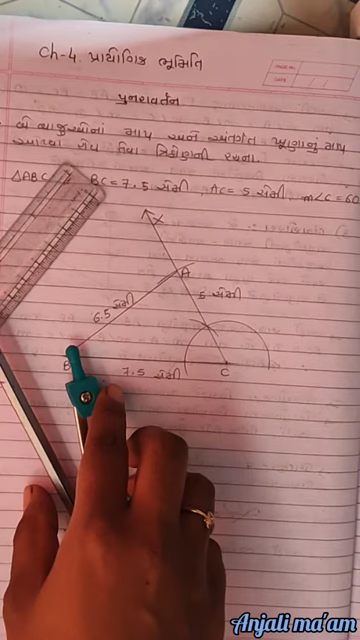 Ch-4. પ્રાયોગિક ભૂમિતિ
પુનરાવર્તન
બે બાજુઓનાં માપ અને અંતર્ગત ખૂણાનું માપ
આપ્યા હોય તેવા ત્રિકોણની રચના.
△ABC BC = 7.5 સેમી, AC = 5 સેમી m∠C = 60
X
A
6.5 સેમી
5 સેમી
B
7.5 સેમી
C
Anjali ma'am